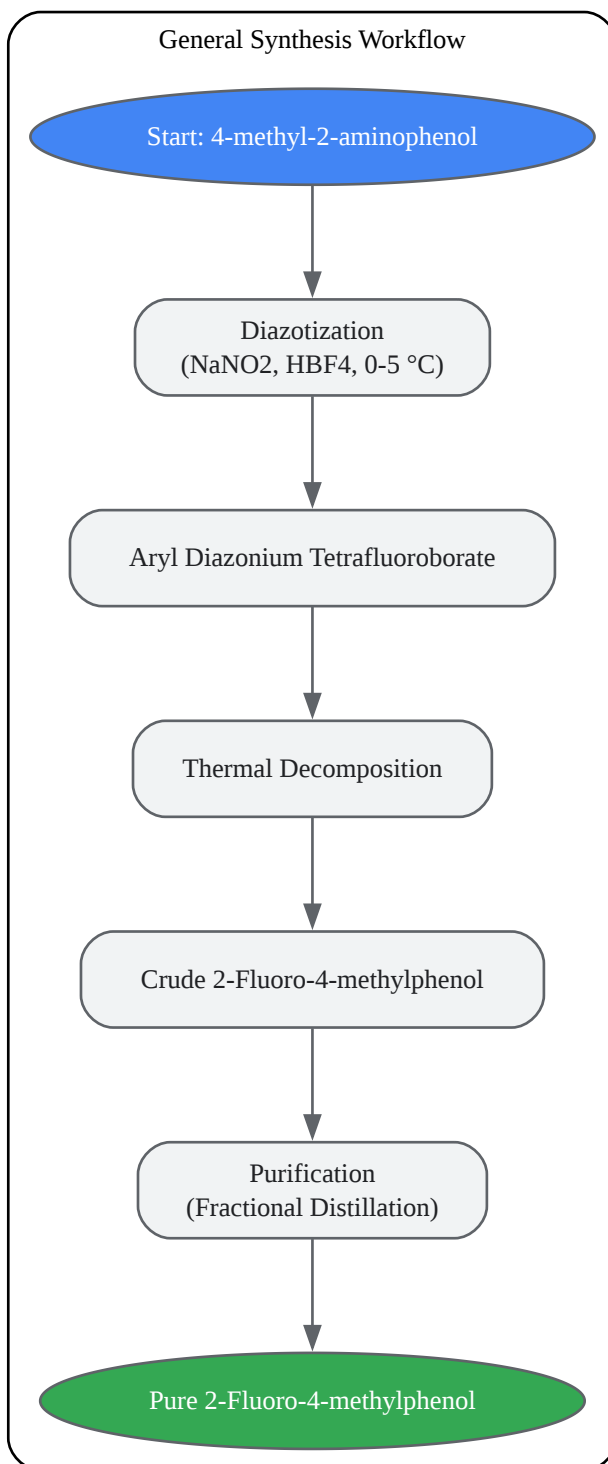 General Synthesis Workflow
Start: 4-methyl-2-aminophenol
Diazotization
(NaNO2, HBF4, 0-5 °C)
Aryl Diazonium Tetrafluoroborate
Thermal Decomposition
Crude 2-Fluoro-4-methylphenol
Purification
(Fractional Distillation)
Pure 2-Fluoro-4-methylphenol